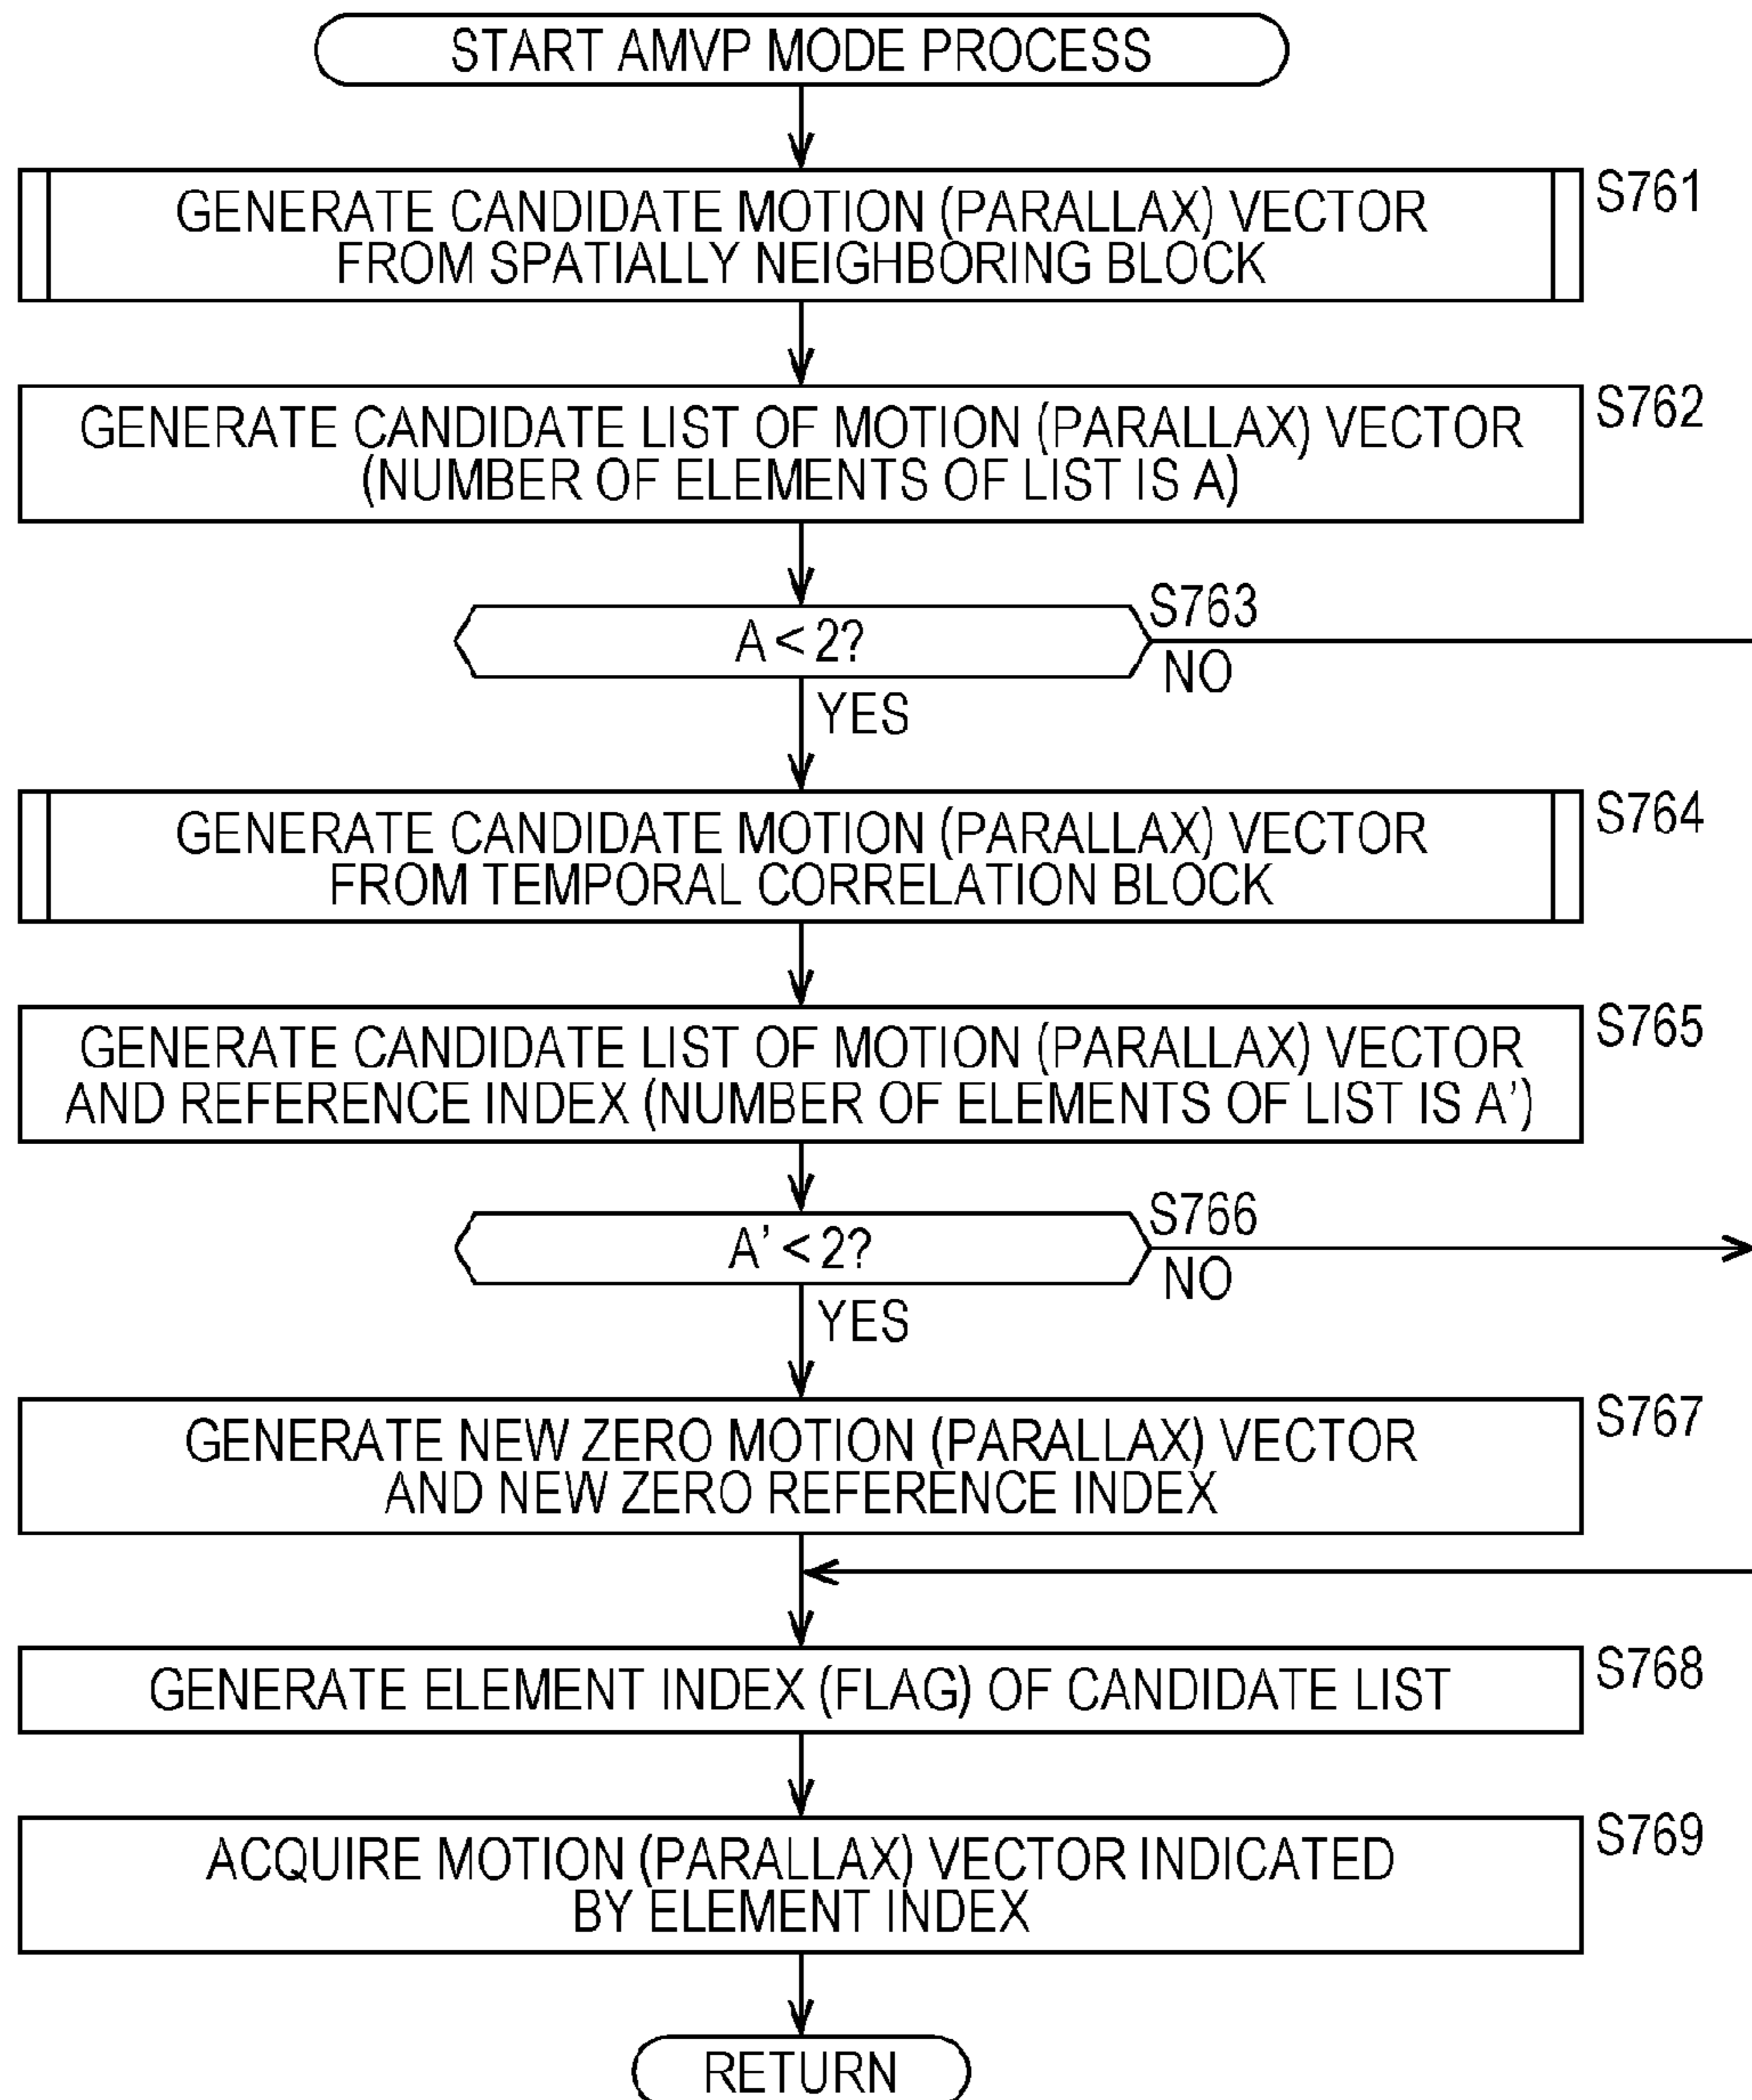 START AMVP MODE PROCESS
S761
GENERATE CANDIDATE MOTION (PARALLAX) VECTOR
FROM SPATIALLY NEIGHBORING BLOCK
S762
GENERATE CANDIDATE LIST OF MOTION (PARALLAX) VECTOR
(NUMBER OF ELEMENTS OF LIST IS A)
S763
A < 2?
NO
YES
S764
GENERATE CANDIDATE MOTION (PARALLAX) VECTOR
FROM TEMPORAL CORRELATION BLOCK
S765
GENERATE CANDIDATE LIST OF MOTION (PARALLAX) VECTOR
AND REFERENCE INDEX (NUMBER OF ELEMENTS OF LIST IS A')
S766
A' < 2?
NO
YES
S767
GENERATE NEW ZERO MOTION (PARALLAX) VECTOR
AND NEW ZERO REFERENCE INDEX
S768
GENERATE ELEMENT INDEX (FLAG) OF CANDIDATE LIST
S769
ACQUIRE MOTION (PARALLAX) VECTOR INDICATED
BY ELEMENT INDEX
RETURN